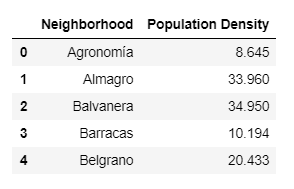 Neighborhood Population Density
0 Agronomía 8.645
1 Almagro 33.960
2 Balvanera 34.950
3 Barracas 10.194
4 Belgrano 20.433